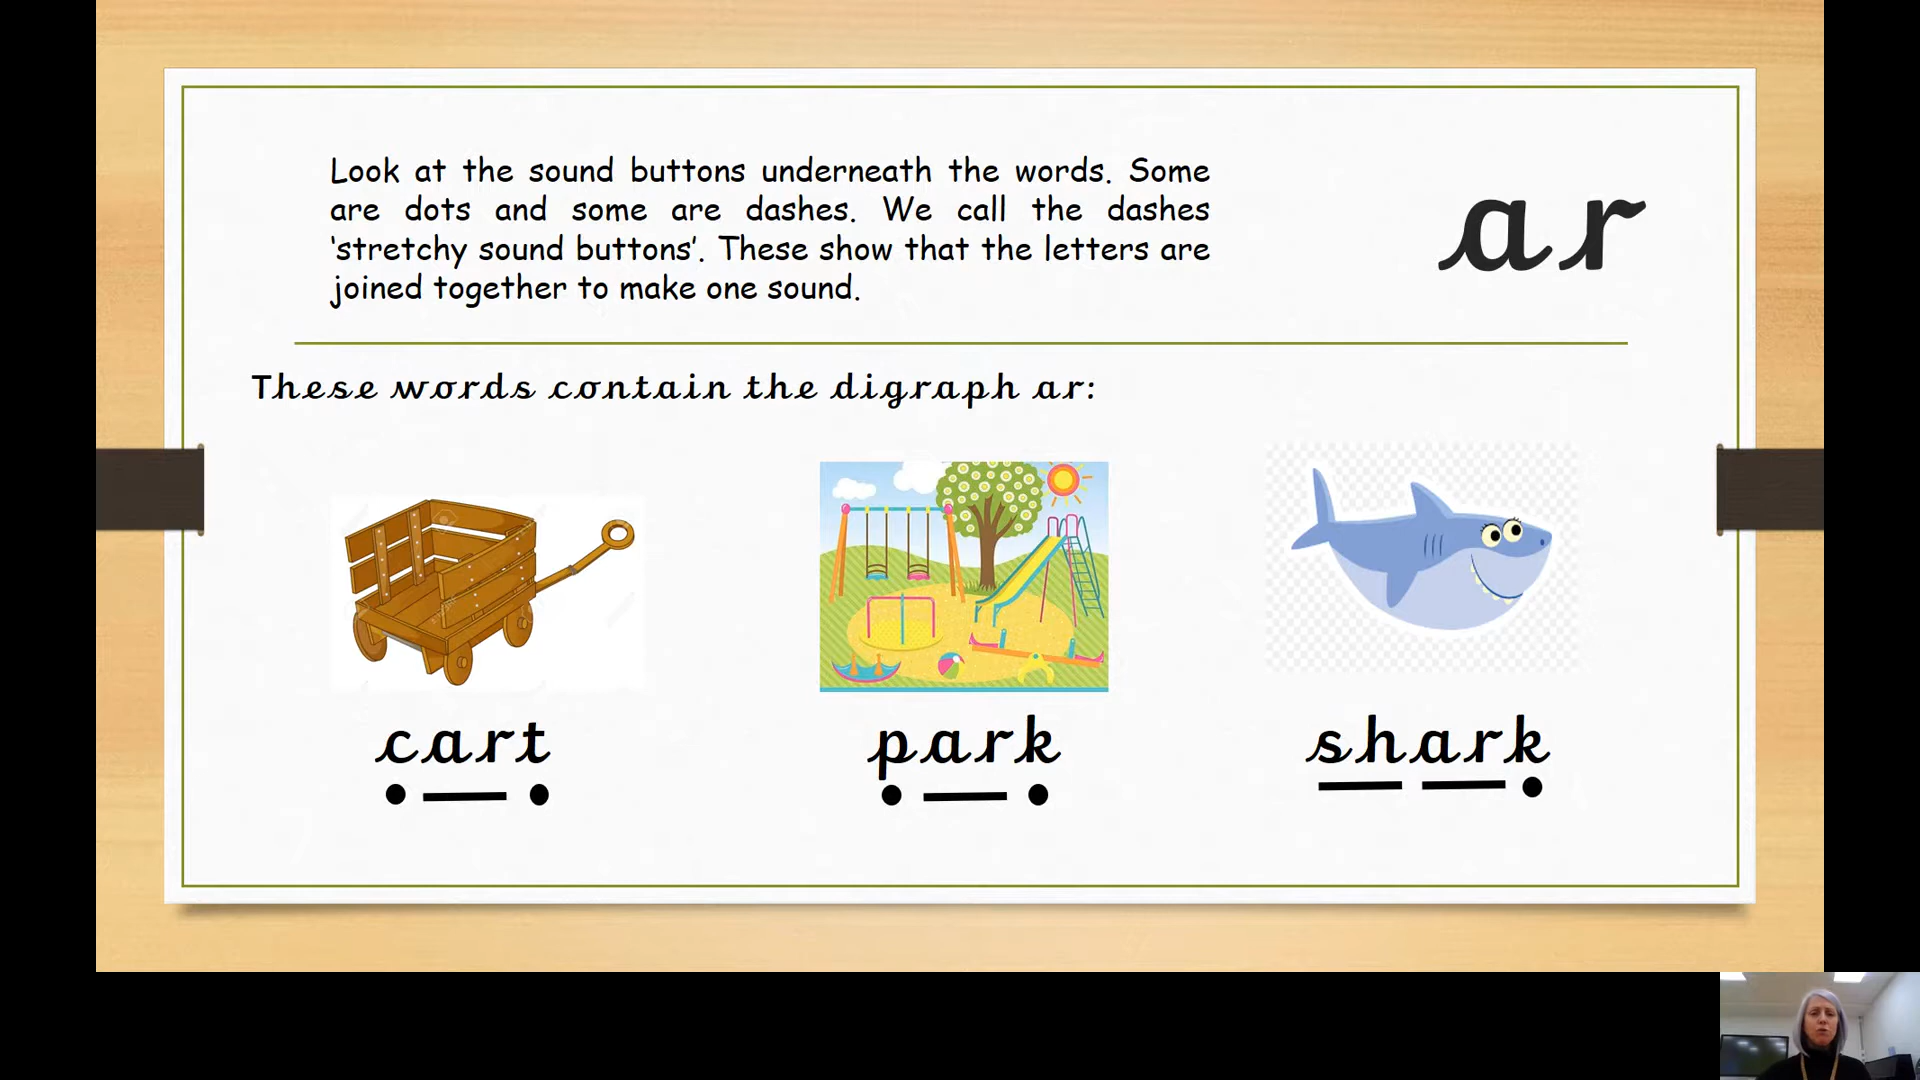 Look at the sound buttons underneath the words. Some
are dots and some are dashes. We call the dashes
‘stretchy sound buttons’. These show that the letters are
joined together to make one sound.
ar
These words contain the digraph ar:
cart
park
shark